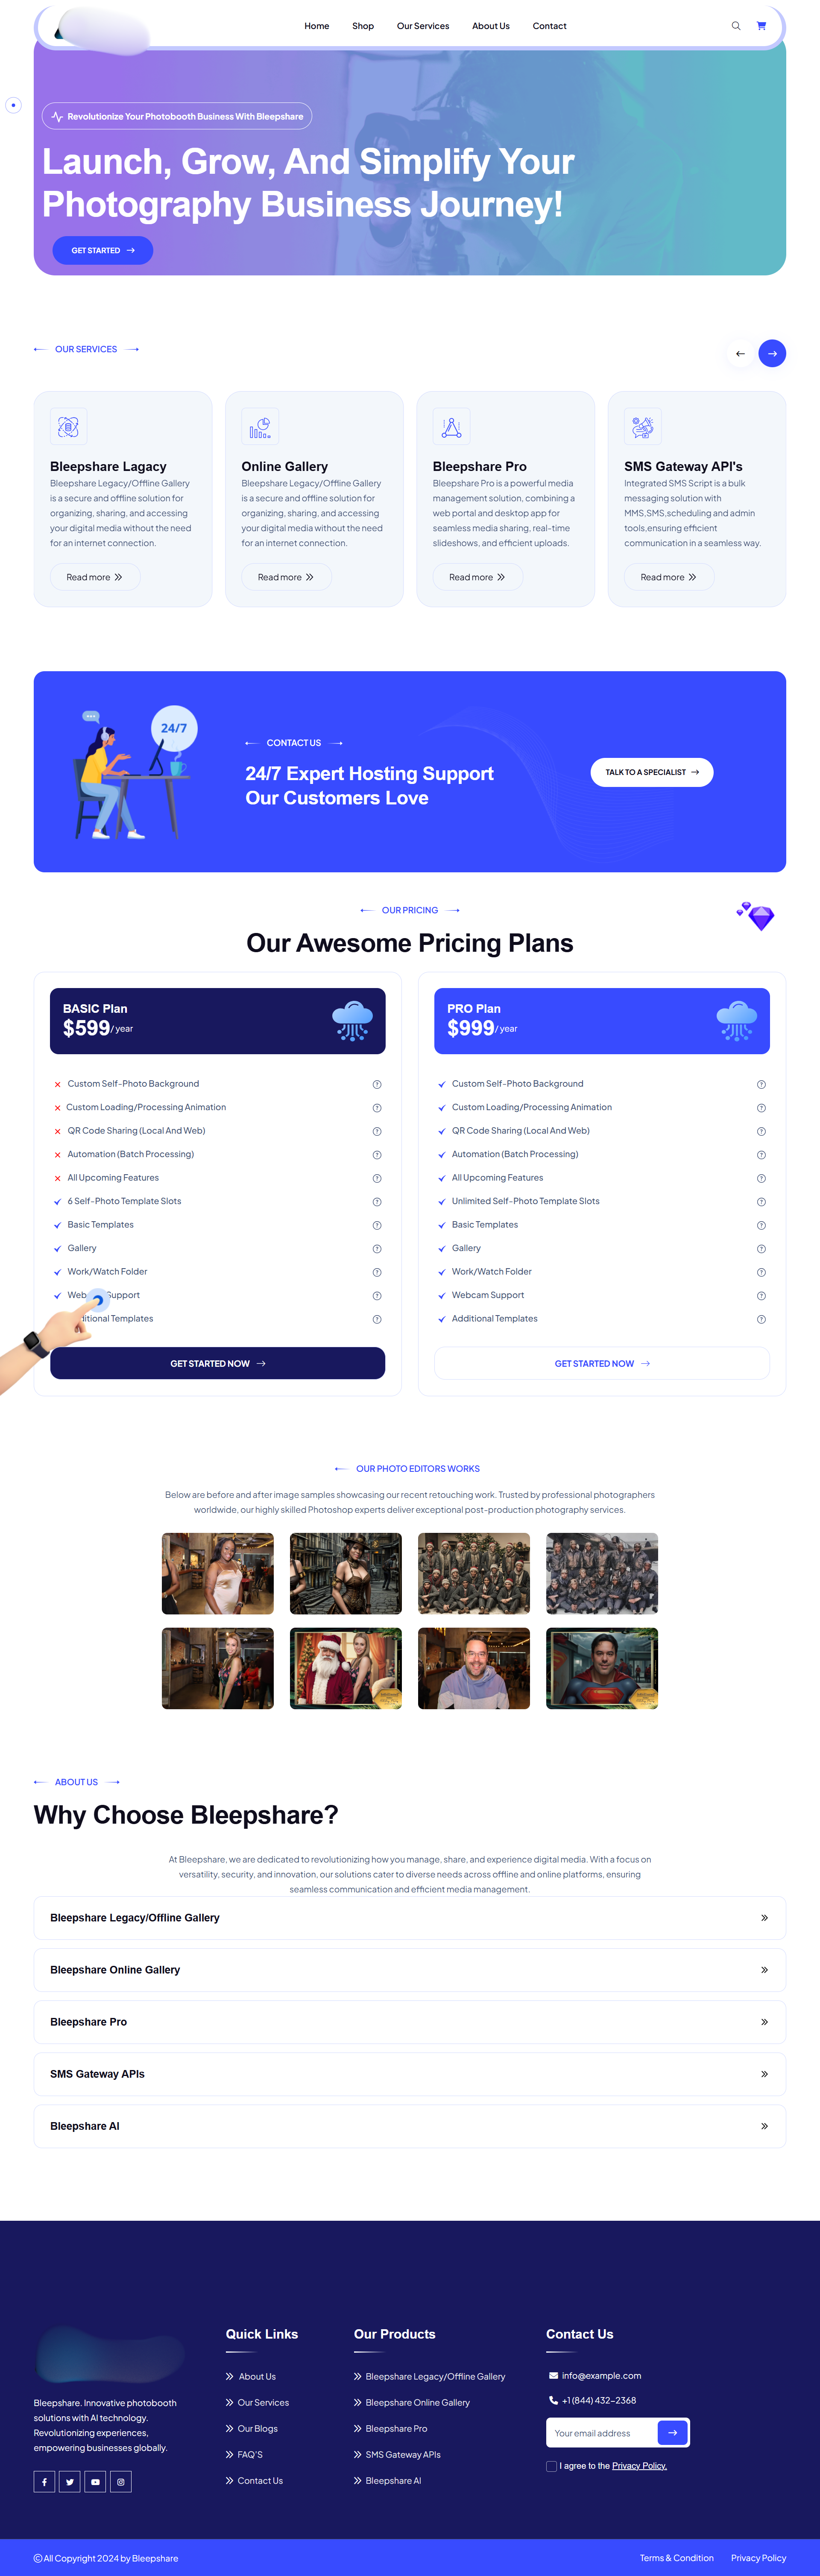 Home
Shop
Our Services
About Us
Contact
Revolutionize Your Photobooth Business With Bleepshare
Launch, Grow, And Simplify Your
Photography Business Journey!
GET STARTED
OUR SERVICES
Bleepshare Lagacy
Bleepshare Legacy/Offline Gallery
is a secure and offline solution for
organizing, sharing, and accessing
your digital media without the need
for an internet connection.
Read more
Online Gallery
Bleepshare Legacy/Offline Gallery
is a secure and offline solution for
organizing, sharing, and accessing
your digital media without the need
for an internet connection.
Read more
Bleepshare Pro
Bleepshare Pro is a powerful media
management solution, combining a
web portal and desktop app for
seamless media sharing, real-time
slideshows, and efficient uploads.
Read more
SMS Gateway API's
Integrated SMS Script is a bulk
messaging solution with
MMS,SMS,scheduling and admin
tools,ensuring efficient
communication in a seamless way.
Read more
24/7
CONTACT US
24/7 Expert Hosting Support
Our Customers Love
TALK TO A SPECIALIST
OUR PRICING
Our Awesome Pricing Plans
BASIC Plan
$599/ year
Custom Self-Photo Background
Custom Loading/Processing Animation
QR Code Sharing (Local And Web)
Automation (Batch Processing)
All Upcoming Features
6 Self-Photo Template Slots
Basic Templates
Gallery
Work/Watch Folder
Web Support
ditional Templates
GET STARTED NOW
PRO Plan
$999/ year
Custom Self-Photo Background
Custom Loading/Processing Animation
QR Code Sharing (Local And Web)
Automation (Batch Processing)
All Upcoming Features
Unlimited Self-Photo Template Slots
Basic Templates
Gallery
Work/Watch Folder
Webcam Support
Additional Templates
GET STARTED NOW
OUR PHOTO EDITORS WORKS
Below are before and after image samples showcasing our recent retouching work. Trusted by professional photographers
worldwide, our highly skilled Photoshop experts deliver exceptional post-production photography services.
ABOUT US
Why Choose Bleepshare?
At Bleepshare, we are dedicated to revolutionizing how you manage, share, and experience digital media. With a focus on
versatility, security, and innovation, our solutions cater to diverse needs across offline and online platforms, ensuring
seamless communication and efficient media management.
Bleepshare Legacy/Offline Gallery
Bleepshare Online Gallery
Bleepshare Pro
SMS Gateway APIs
Bleepshare AI
Bleepshare. Innovative photobooth
solutions with AI technology.
Revolutionizing experiences,
empowering businesses globally.
Quick Links
About Us
Our Services
Our Blogs
FAQ'S
Contact Us
Our Products
Bleepshare Legacy/Offline Gallery
Bleepshare Online Gallery
Bleepshare Pro
SMS Gateway APIs
Bleepshare AI
Contact Us
info@example.com
+1 (844) 432-2368
Your email address
I agree to the Privacy Policy.
© All Copyright 2024 by Bleepshare
Terms & Condition
Privacy Policy